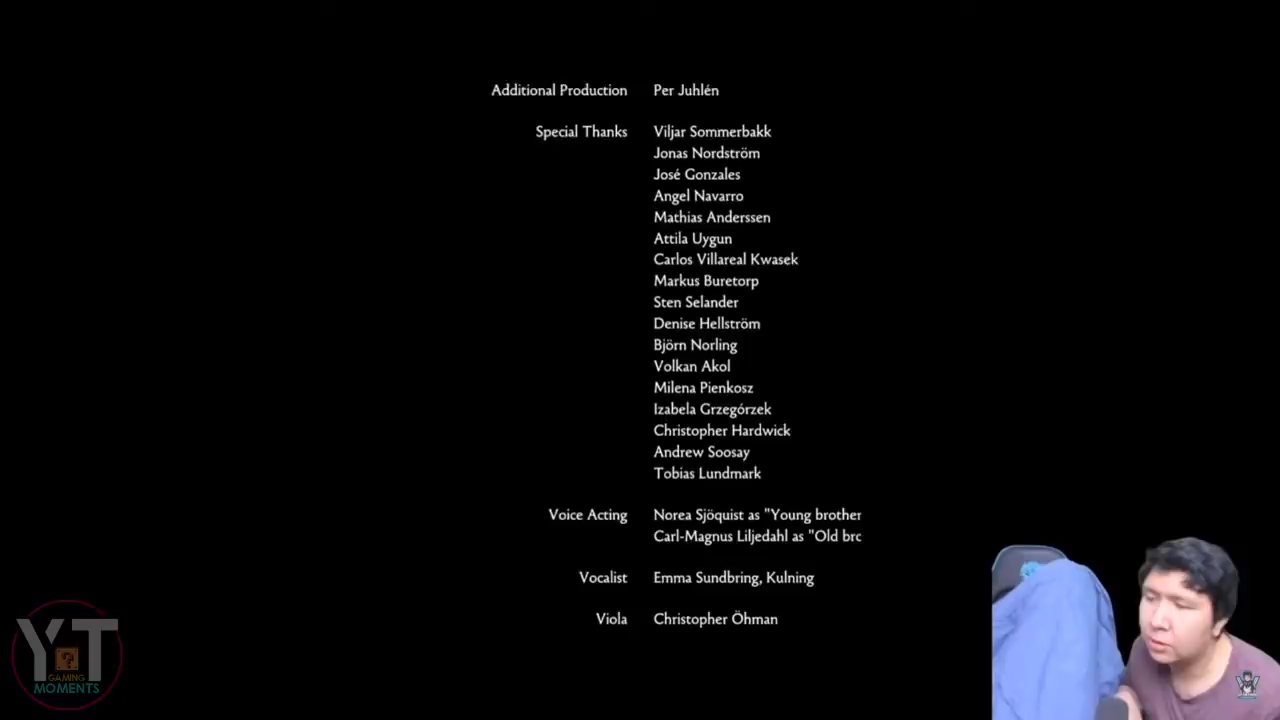 Additional Production Per Juhlén
Special Thanks Viljar Sommerbakk
Jonas Nordström
José Gonzales
Angel Navarro
Mathias Anderssen
Attila Uygun
Carlos Villareal Kwasek
Markus Buretorp
Sten Selander
Denise Hellström
Björn Norling
Volkan Akol
Milena Pienkosz
Izabela Grzegórzek
Christopher Hardwick
Andrew Soosay
Tobias Lundmark
Voice Acting Norea Sjöquist as "Young brother
Carl-Magnus Liljedahl as "Old brc
Vocalist Emma Sundbring, Kulning
Viola Christopher Öhman
YT
?
GAMING
MOMENTS